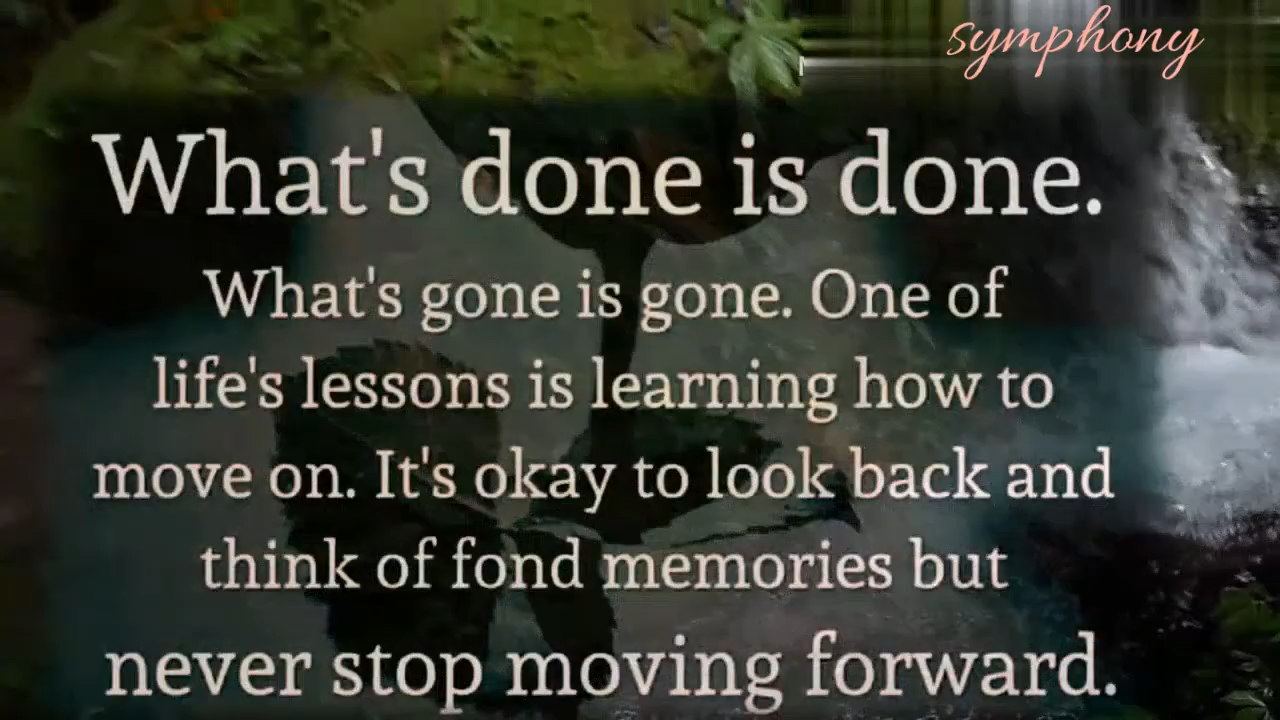 symphony
What's done is done.
What's gone is gone. One of
life's lessons is learning how to
move on. It's okay to look back and
think of fond memories but
never stop moving forward.